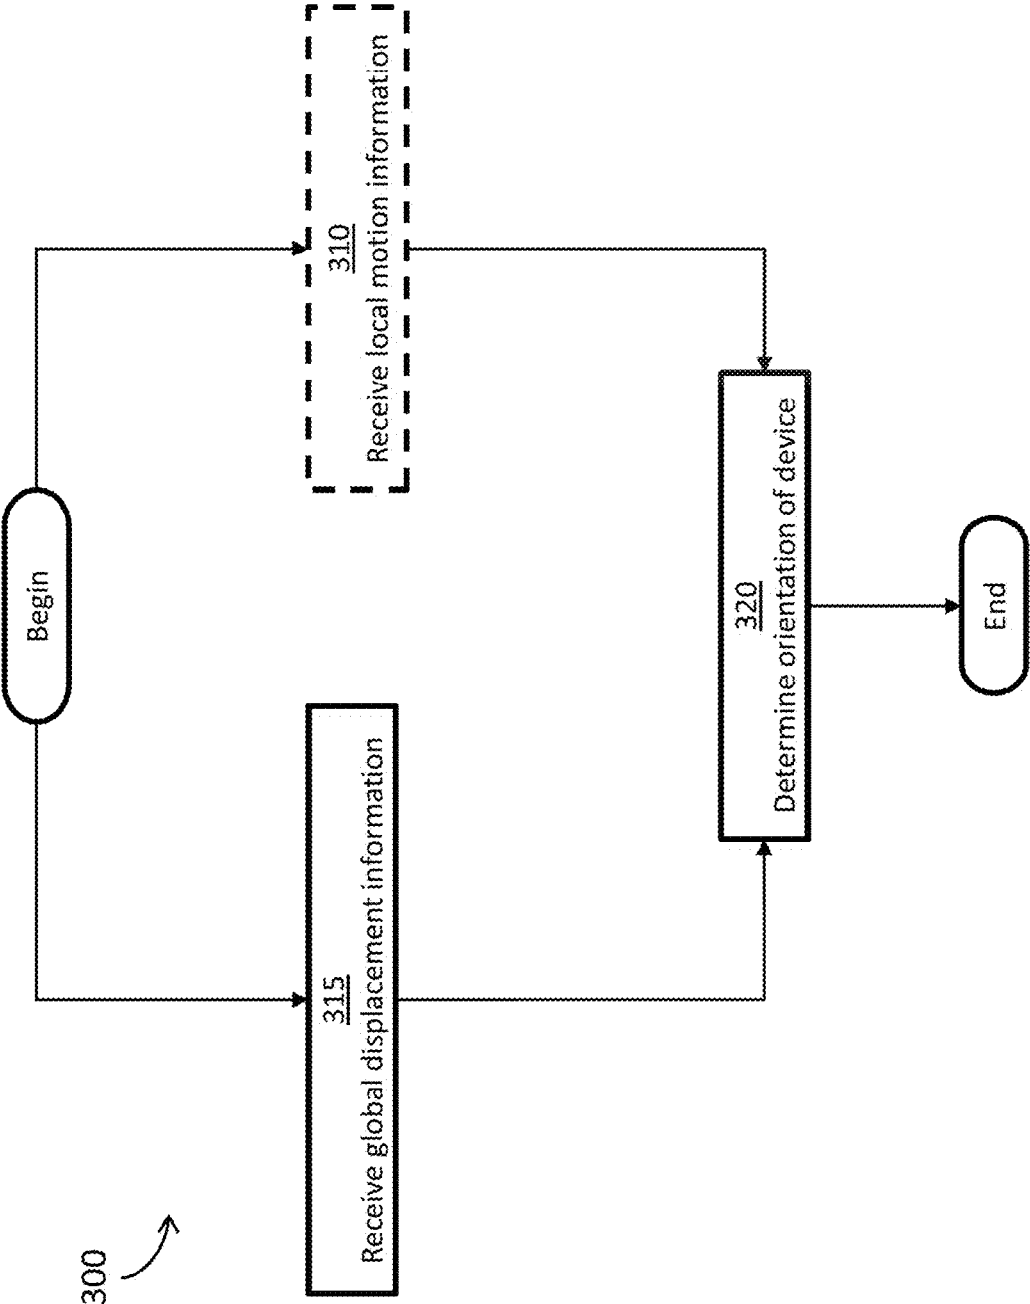 300
Begin
315
Receive global displacement information
310
Receive local motion information
320
Determine orientation of device
End